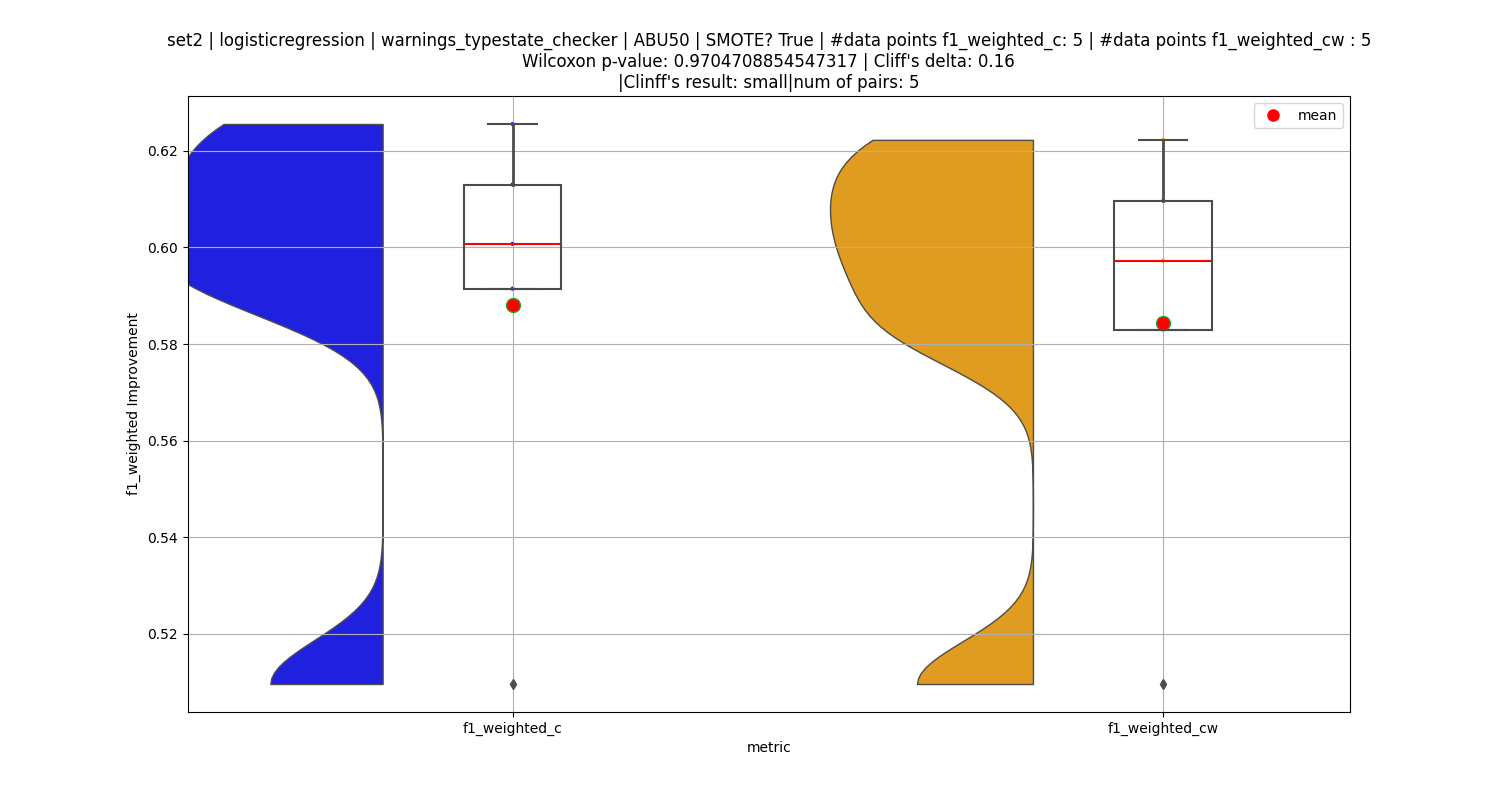 set2 | logisticregression | warnings_typestate_checker | ABU50 | SMOTE? True | #data points f1_weighted_c: 5 | #data points f1_weighted_cw : 5
Wilcoxon p-value: 0.9704708854547317 | Cliff's delta: 0.16
|Clinff's result: small|num of pairs: 5
mean
0.62
0.60
0.58
0.56
0.54
0.52
f1_weighted Improvement
f1_weighted_c
f1_weighted_cw
metric